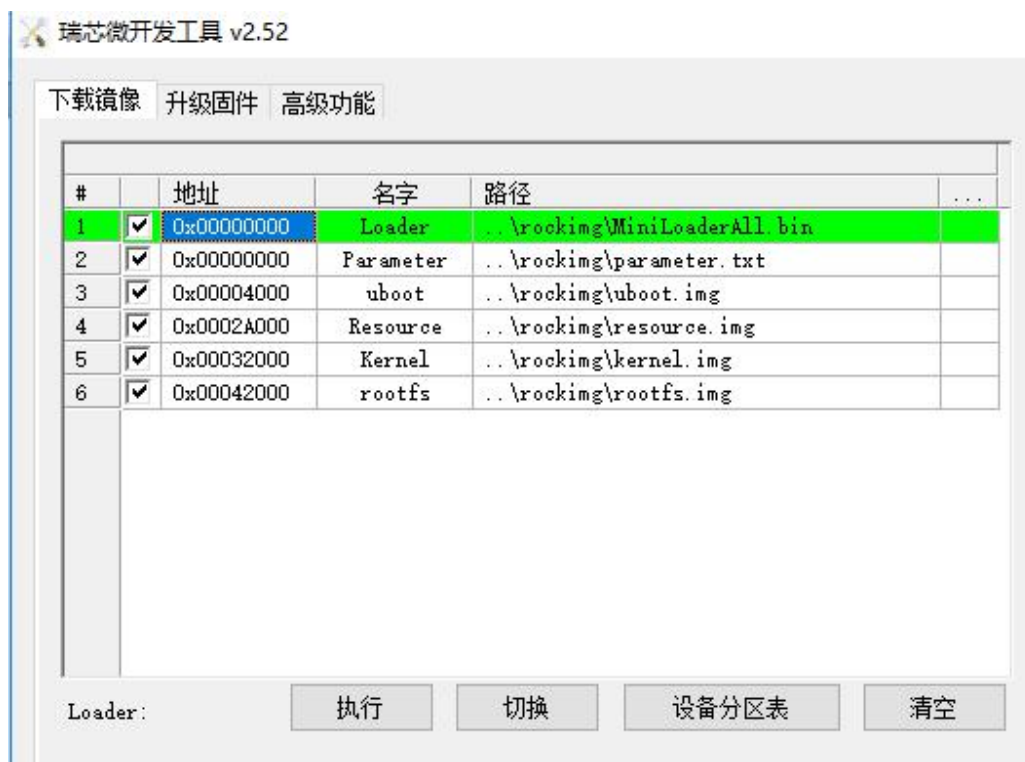 瑞芯微开发工具 v2.52
下载镜像 升级固件 高级功能
# 地址 名字 路径 ...
1 0x00000000 Loader ..\rockimg\MiniLoaderAll.bin
2 0x00000000 Parameter ..\rockimg\parameter.txt
3 0x00004000 uboot ..\rockimg\uboot.img
4 0x0002A000 Resource ..\rockimg\resource.img
5 0x00032000 Kernel ..\rockimg\kernel.img
6 0x00042000 rootfs ..\rockimg\rootfs.img
Loader: 执行 切换 设备分区表 清空